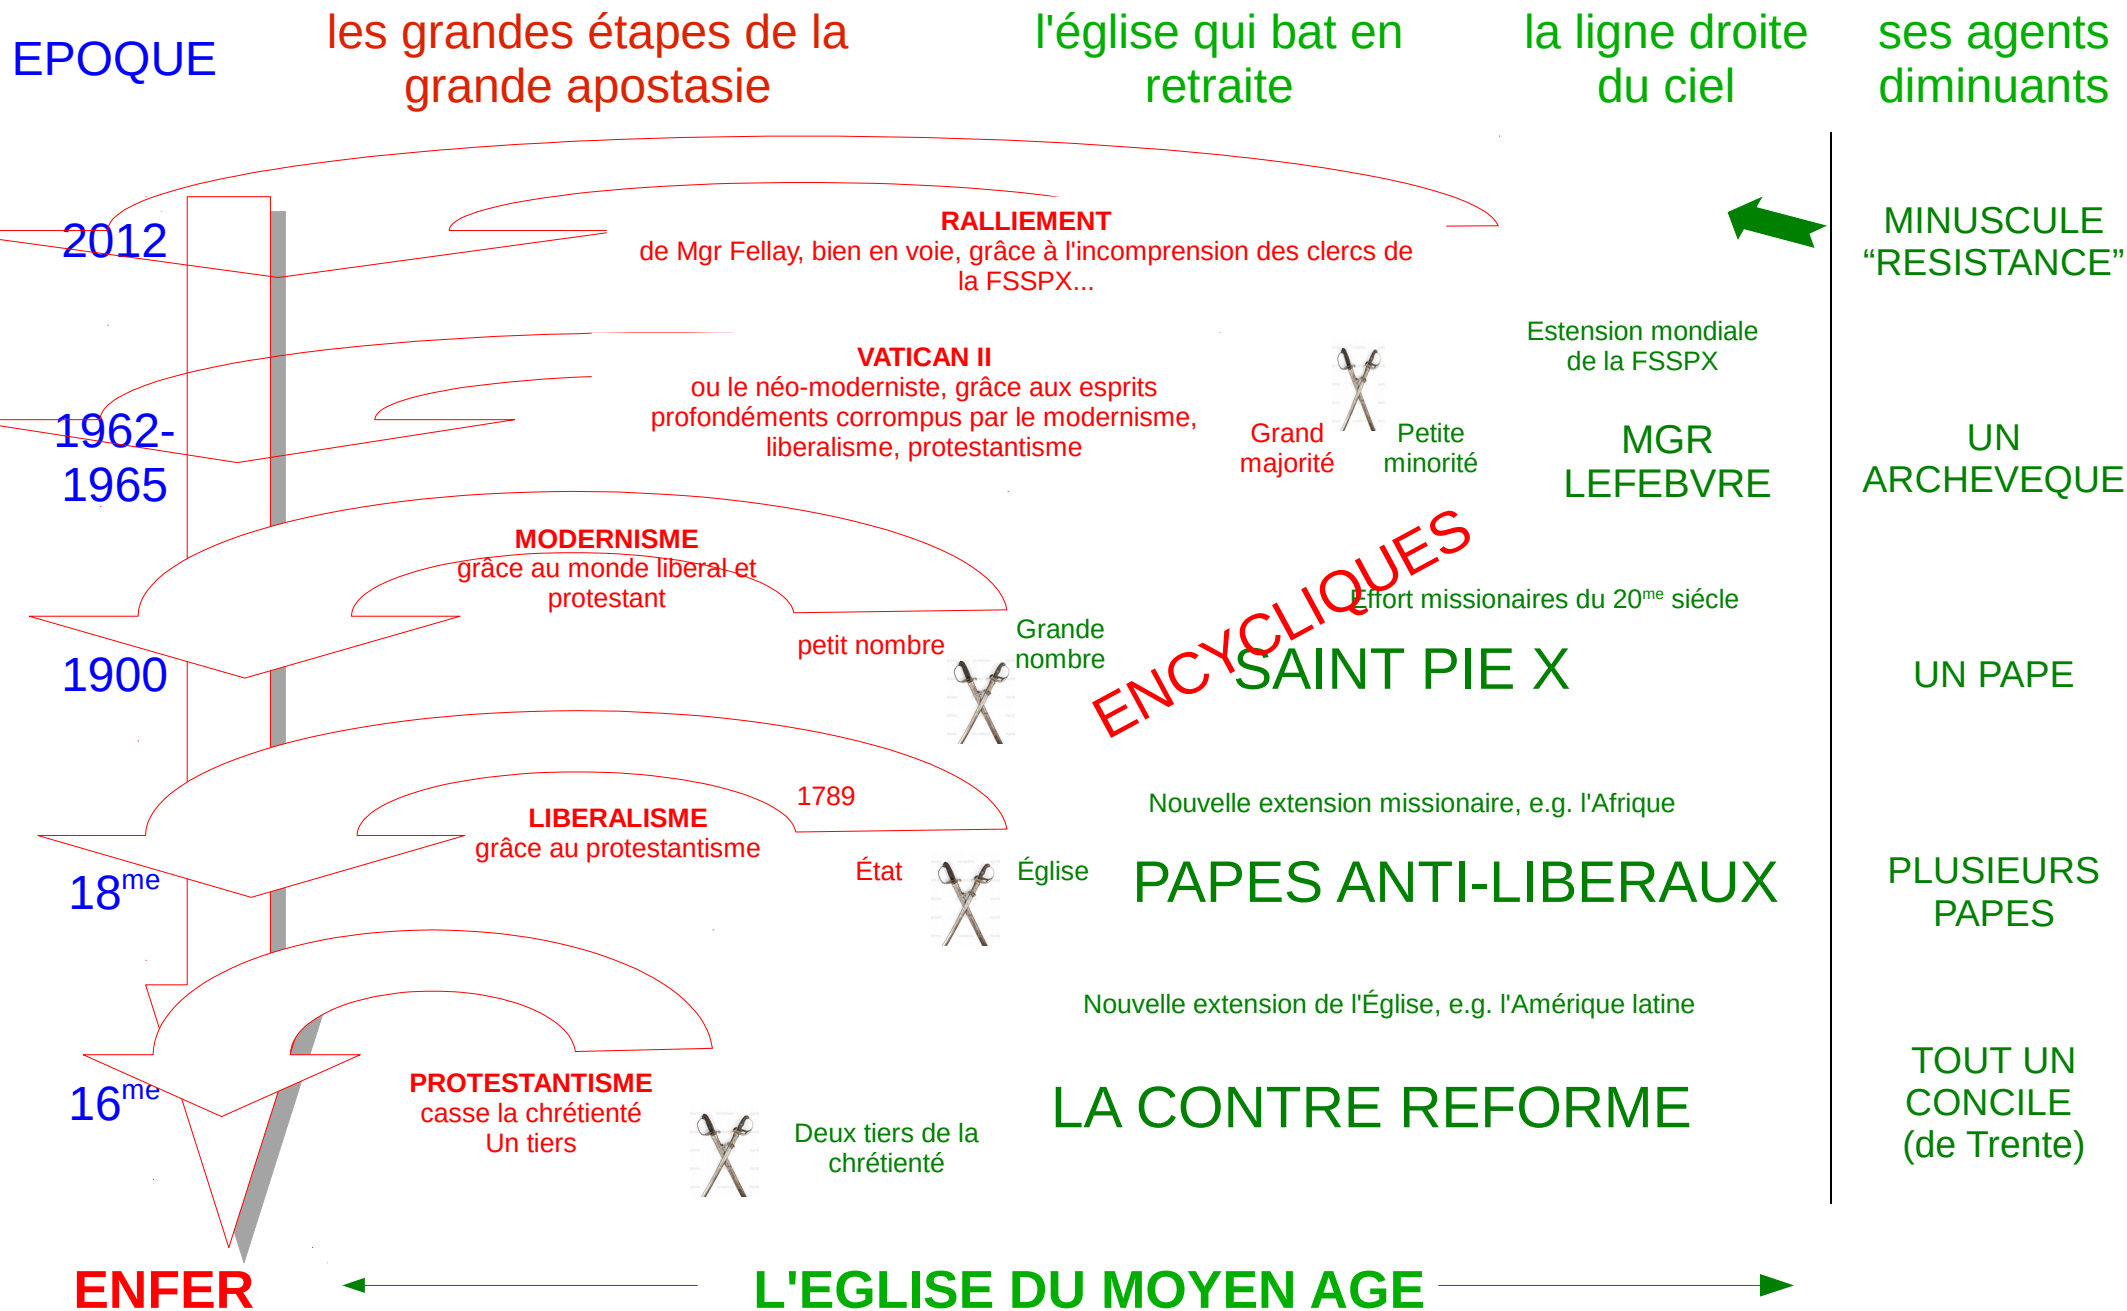 EPOQUE
les grandes étapes de la
grande apostasie
l'église qui bat en
retraite
la ligne droite
du ciel
ses agents
diminuants
2012
RALLIEMENT
de Mgr Fellay, bien en voie, grâce à l'incomprension des clercs de
la FSSPX...
MINUSCULE
“RESISTANCE”
Estension mondiale
de la FSSPX
1962-
1965
VATICAN II
ou le néo-moderniste, grâce aux esprits
profondéments corrompus par le modernisme,
liberalisme, protestantisme
Grand
majorité
Petite
minorité
MGR
LEFEBVRE
UN
ARCHEVEQUE
ENCYCLIQUES
MODERNISME
grâce au monde liberal et
protestant
Effort missionaires du 20me siécle
1900
petit nombre
Grande
nombre
SAINT PIE X
UN PAPE
1789
Nouvelle extension missionaire, e.g. l'Afrique
LIBERALISME
grâce au protestantisme
18me
État
Église
PAPES ANTI-LIBERAUX
PLUSIEURS
PAPES
Nouvelle extension de l'Église, e.g. l'Amérique latine
16me
PROTESTANTISME
casse la chrétienté
Un tiers
Deux tiers de la
chrétienté
LA CONTRE REFORME
TOUT UN
CONCILE
(de Trente)
ENFER
L'EGLISE DU MOYEN AGE